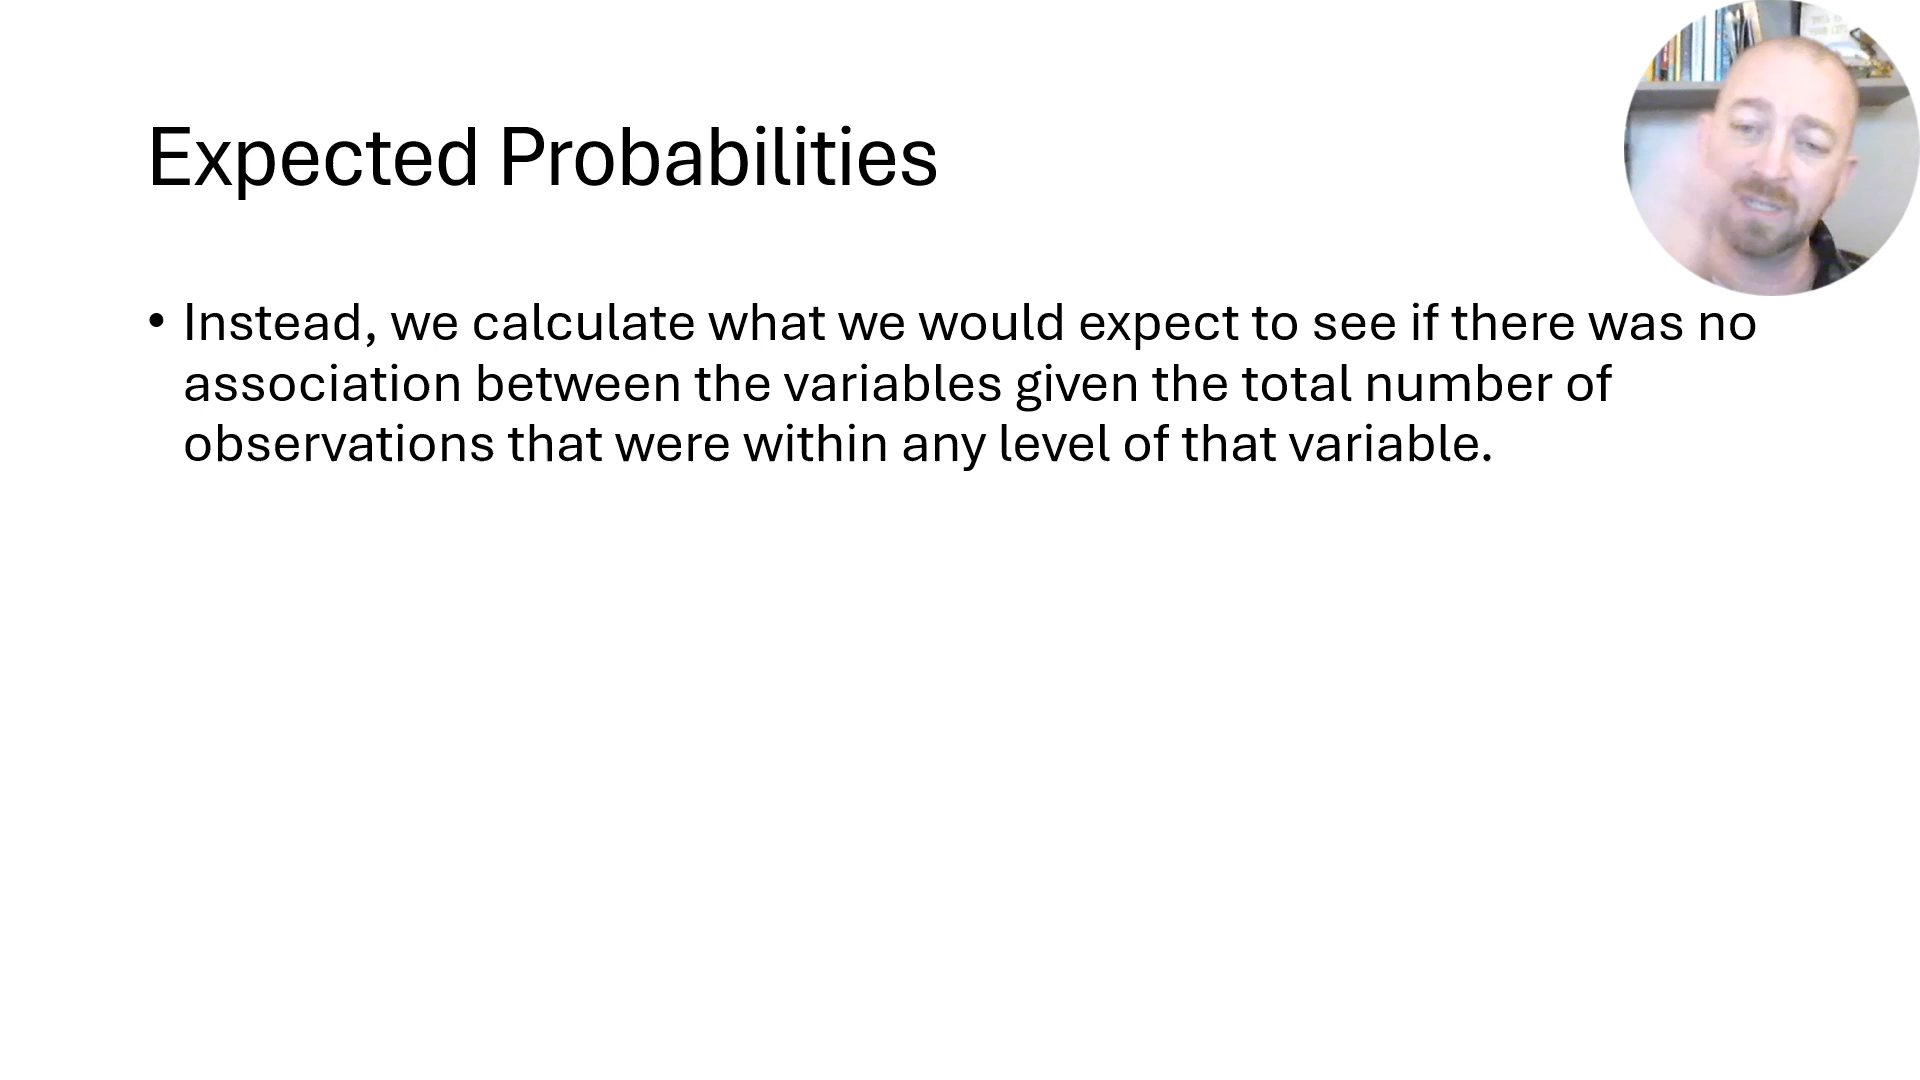 Expected Probabilities
• Instead, we calculate what we would expect to see if there was no
association between the variables given the total number of
observations that were within any level of that variable.